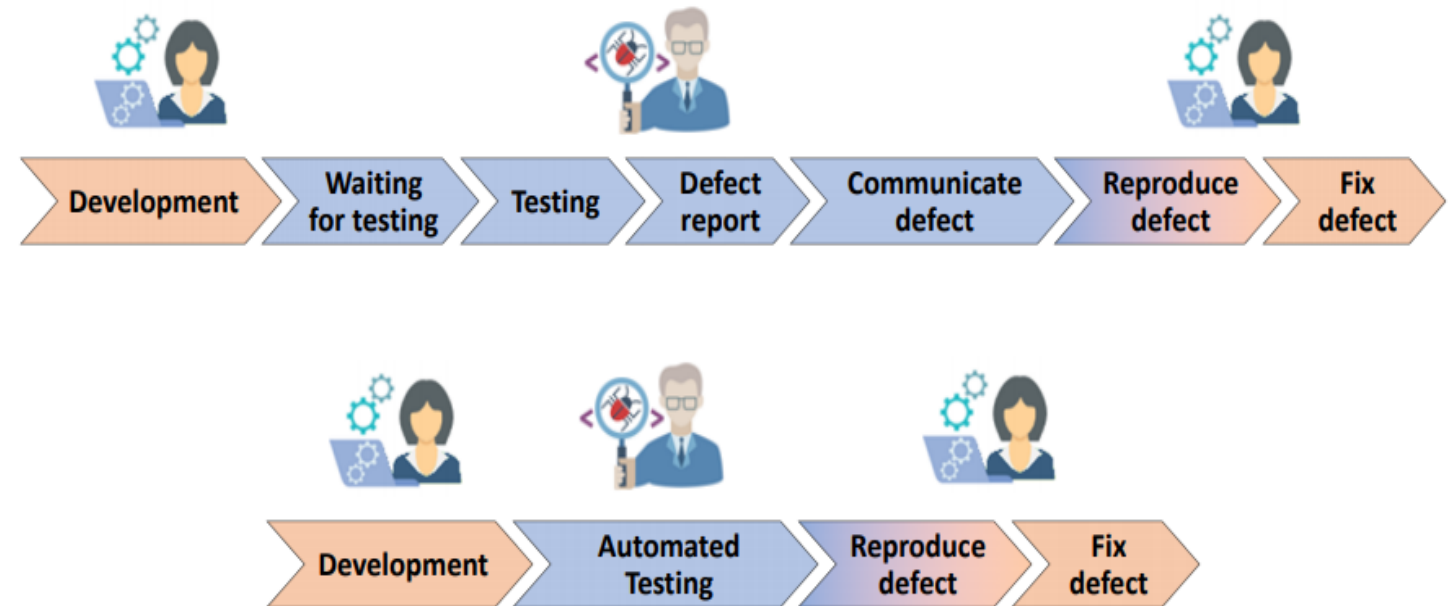 Development
Waiting
for testing
Testing
Defect
report
Communicate
defect
Reproduce
defect
Fix
defect
Development
Automated
Testing
Reproduce
defect
Fix
defect